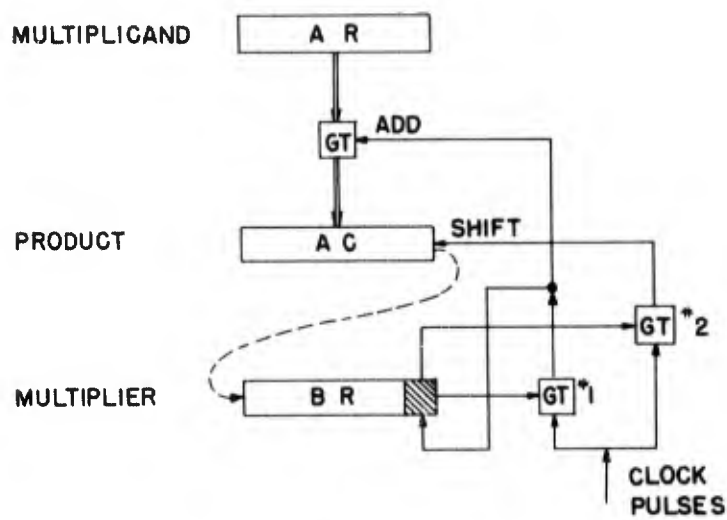 MULTIPLICAND
A R
GT
ADD
PRODUCT
A C
SHIFT
GT #2
MULTIPLIER
B R
GT #1
CLOCK
PULSES